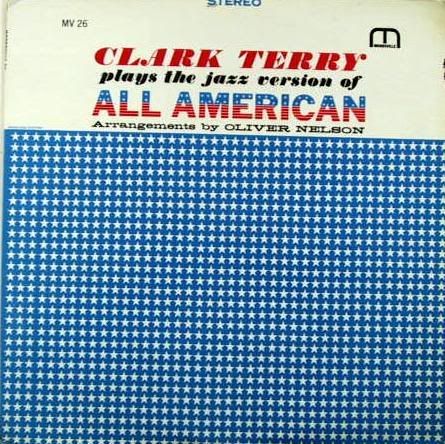 STEREO
MV 26
MOODSVILLE
CLARK TERRY
plays the jazz version of
ALL AMERICAN
Arrangements by OLIVER NELSON